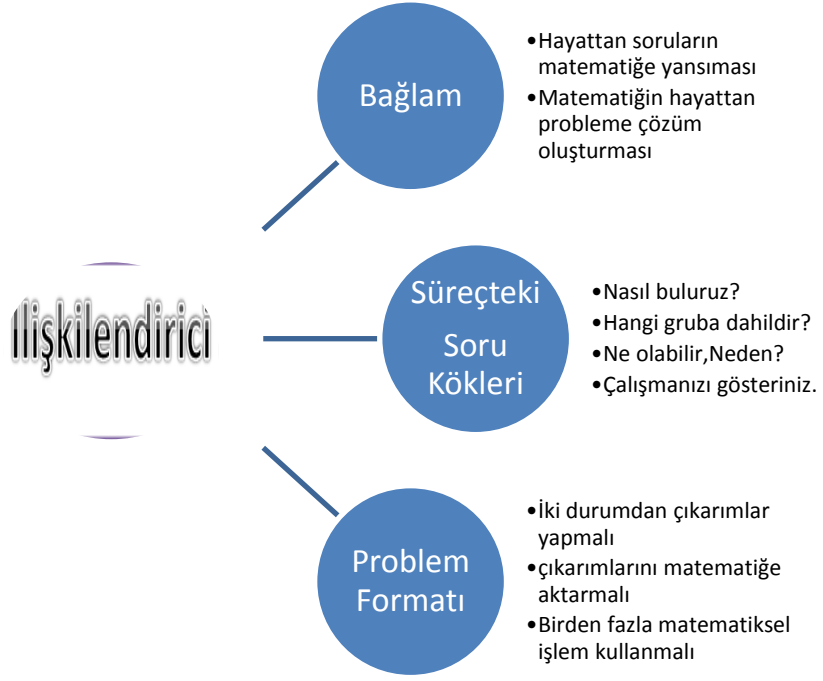 İlişkilendirici
Bağlam
•Hayattan soruların
matematiğe yansıması
•Matematiğin hayattan
probleme çözüm
oluşturması
Süreçteki
Soru
Kökleri
•Nasıl buluruz?
•Hangi gruba dahildir?
•Ne olabilir,Neden?
•Çalışmanızı gösteriniz.
Problem
Formatı
•İki durumdan çıkarımlar
yapmalı
•çıkarımlarını matematiğe
aktarmalı
•Birden fazla matematiksel
işlem kullanmalı